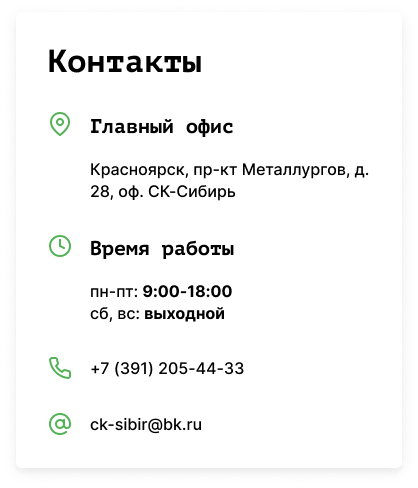 Контакты
Главный офис
Красноярск, пр-кт Металлургов, д.
28, оф. СК-Сибирь
Время работы
пн-пт: 9:00-18:00
сб, вс: выходной
+7 (391) 205-44-33
ck-sibir@bk.ru